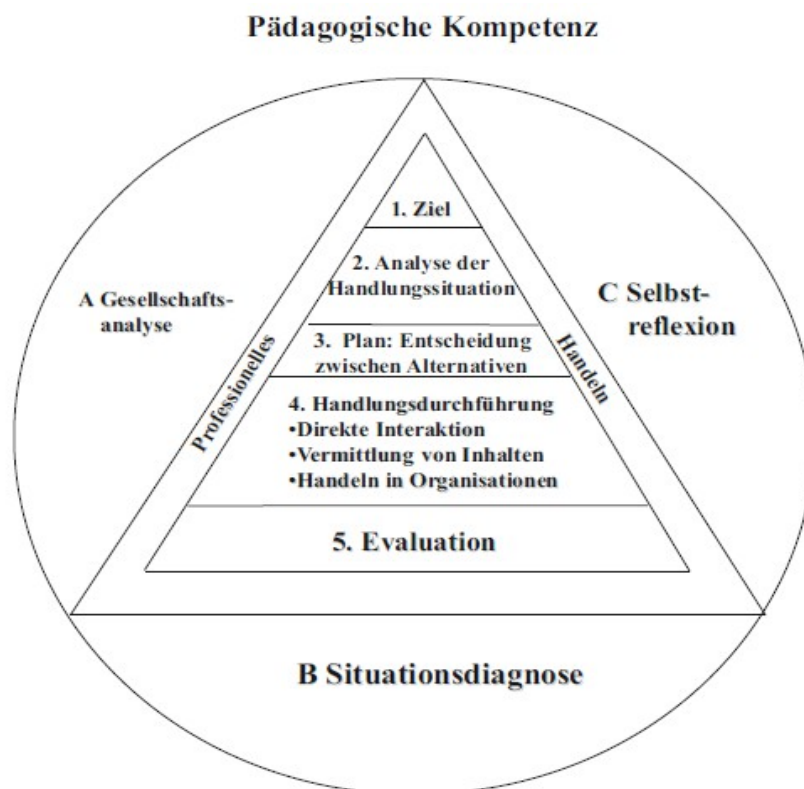 Pädagogische Kompetenz
1. Ziel
2. Analyse der
Handlungssituation
A Gesellschafts-
analyse
C Selbst-
reflexion
3. Plan: Entscheidung
zwischen Alternativen
Professionelles
Handeln
4. Handlungsdurchführung
•Direkte Interaktion
•Vermittlung von Inhalten
•Handeln in Organisationen
5. Evaluation
B Situationsdiagnose